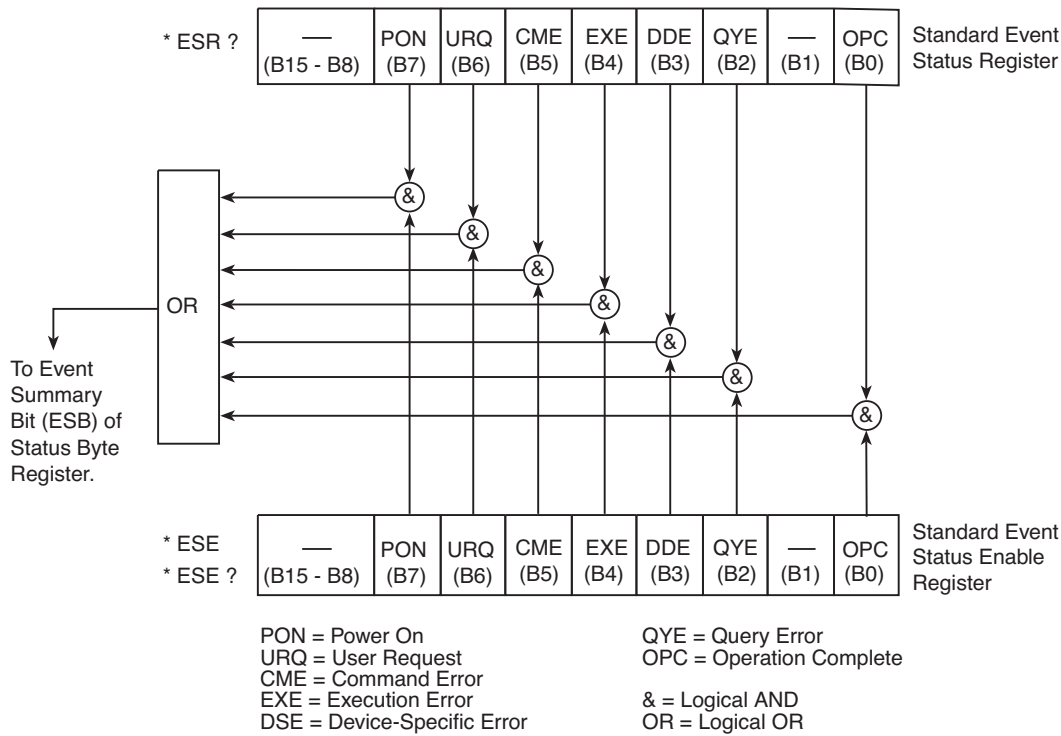 * ESR ?
— PON URQ CME EXE DDE QYE — OPC
(B15 - B8) (B7) (B6) (B5) (B4) (B3) (B2) (B1) (B0)
Standard Event
Status Register
&
&
&
&
&
&
&
OR
To Event
Summary
Bit (ESB) of
Status Byte
Register.
* ESE
* ESE ?
— PON URQ CME EXE DDE QYE — OPC
(B15 - B8) (B7) (B6) (B5) (B4) (B3) (B2) (B1) (B0)
Standard Event
Status Enable
Register
PON = Power On
URQ = User Request
CME = Command Error
EXE = Execution Error
DSE = Device-Specific Error
QYE = Query Error
OPC = Operation Complete
& = Logical AND
OR = Logical OR